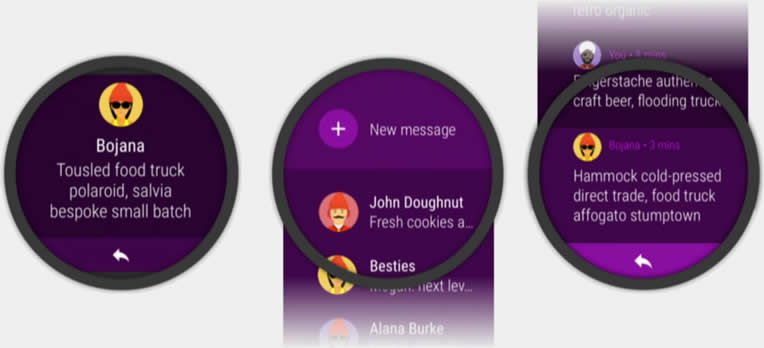 Bojana
Tousled food truck
polaroid, salvia
bespoke small batch
New message
John Doughnut
Fresh cookies a...
Besties
Megan: next lev...
Alana Burke
retro organic
You • 8 mins
Fingerstache authentic
craft beer, flooding truck
Bojana • 3 mins
Hammock cold-pressed
direct trade, food truck
affogato stumptown